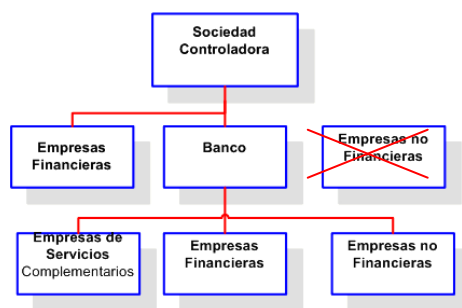 Sociedad
Controladora
Empresas
Financieras
Banco
Empresas no
Financieras
Empresas de
Servicios
Complementarios
Empresas
Financieras
Empresas no
Financieras